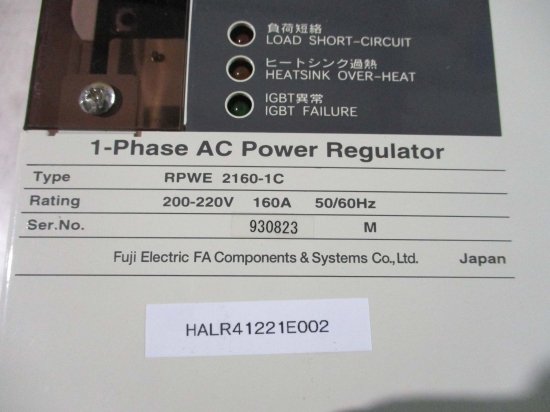 負荷短絡
LOAD SHORT-CIRCUIT
ヒートシンク過熱
HEATSINK OVER-HEAT
IGBT異常
IGBT FAILURE
1-Phase AC Power Regulator
Type RPWE 2160-1C
Rating 200-220V 160A 50/60Hz
Ser.No. 930823 M
Fuji Electric FA Components & Systems Co.,Ltd. Japan
HALR41221E002